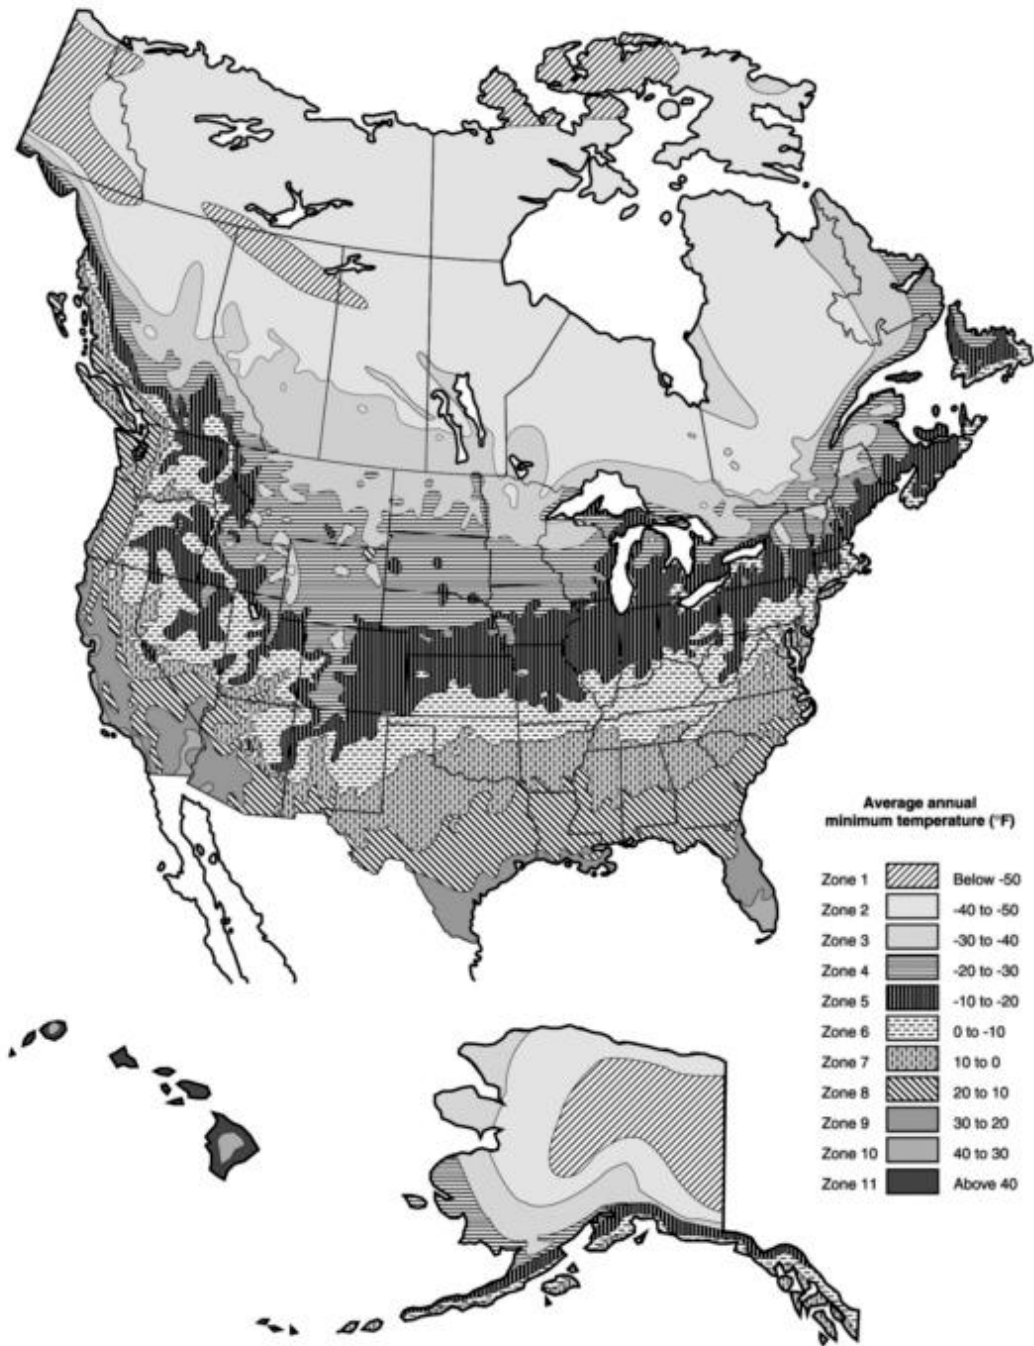 Average annual
minimum temperature (°F)
Zone 1 Below -50
Zone 2 -40 to -50
Zone 3 -30 to -40
Zone 4 -20 to -30
Zone 5 -10 to -20
Zone 6 0 to -10
Zone 7 10 to 0
Zone 8 20 to 10
Zone 9 30 to 20
Zone 10 40 to 30
Zone 11 Above 40